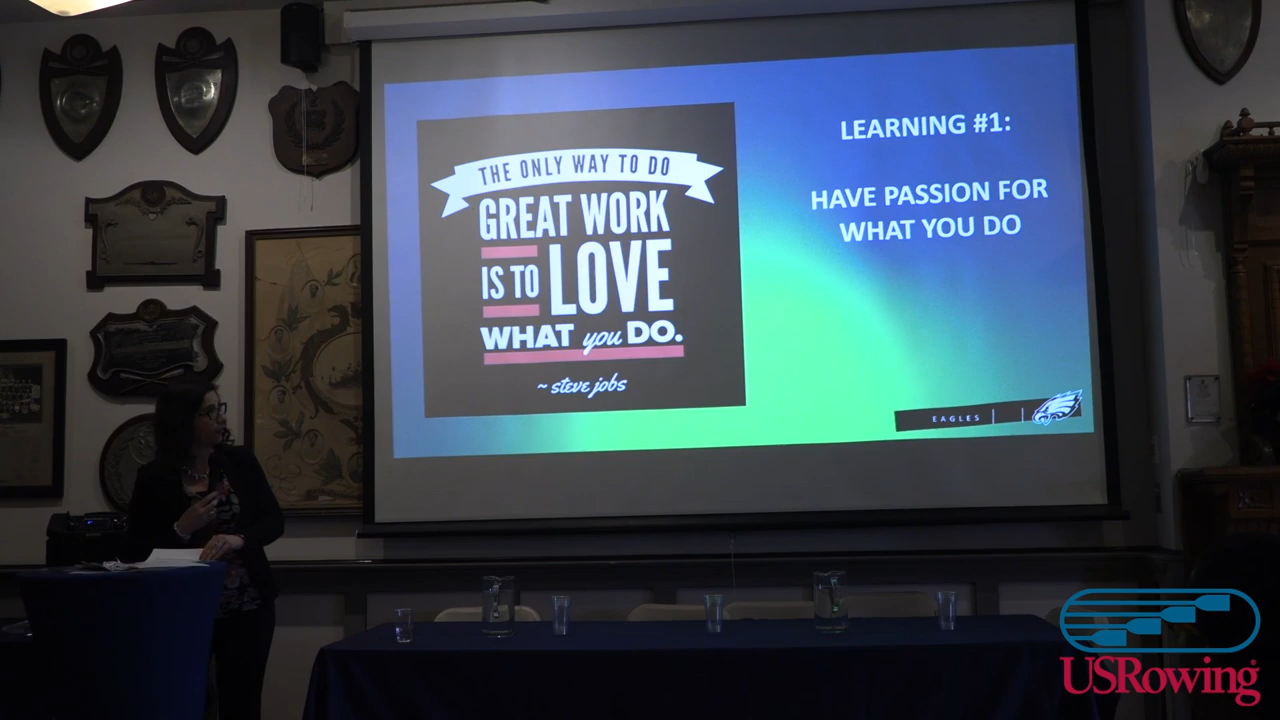 THE ONLY WAY TO DO
GREAT WORK
IS TO LOVE
WHAT you DO.
~ steve jobs
LEARNING #1:
HAVE PASSION FOR
WHAT YOU DO
EAGLES
USRowing